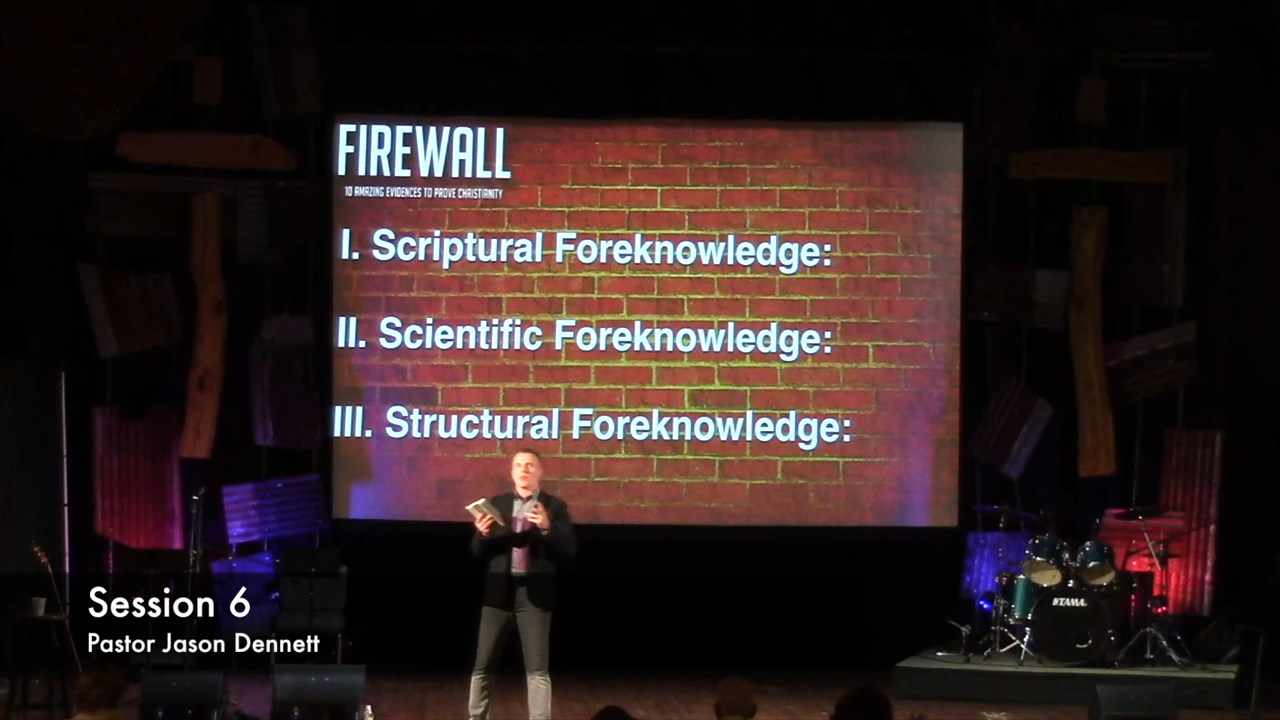 FIREWALL
10 AMAZING EVIDENCES TO PROVE CHRISTIANITY
I. Scriptural Foreknowledge:
II. Scientific Foreknowledge:
III. Structural Foreknowledge:
Session 6
Pastor Jason Dennett
TAMA